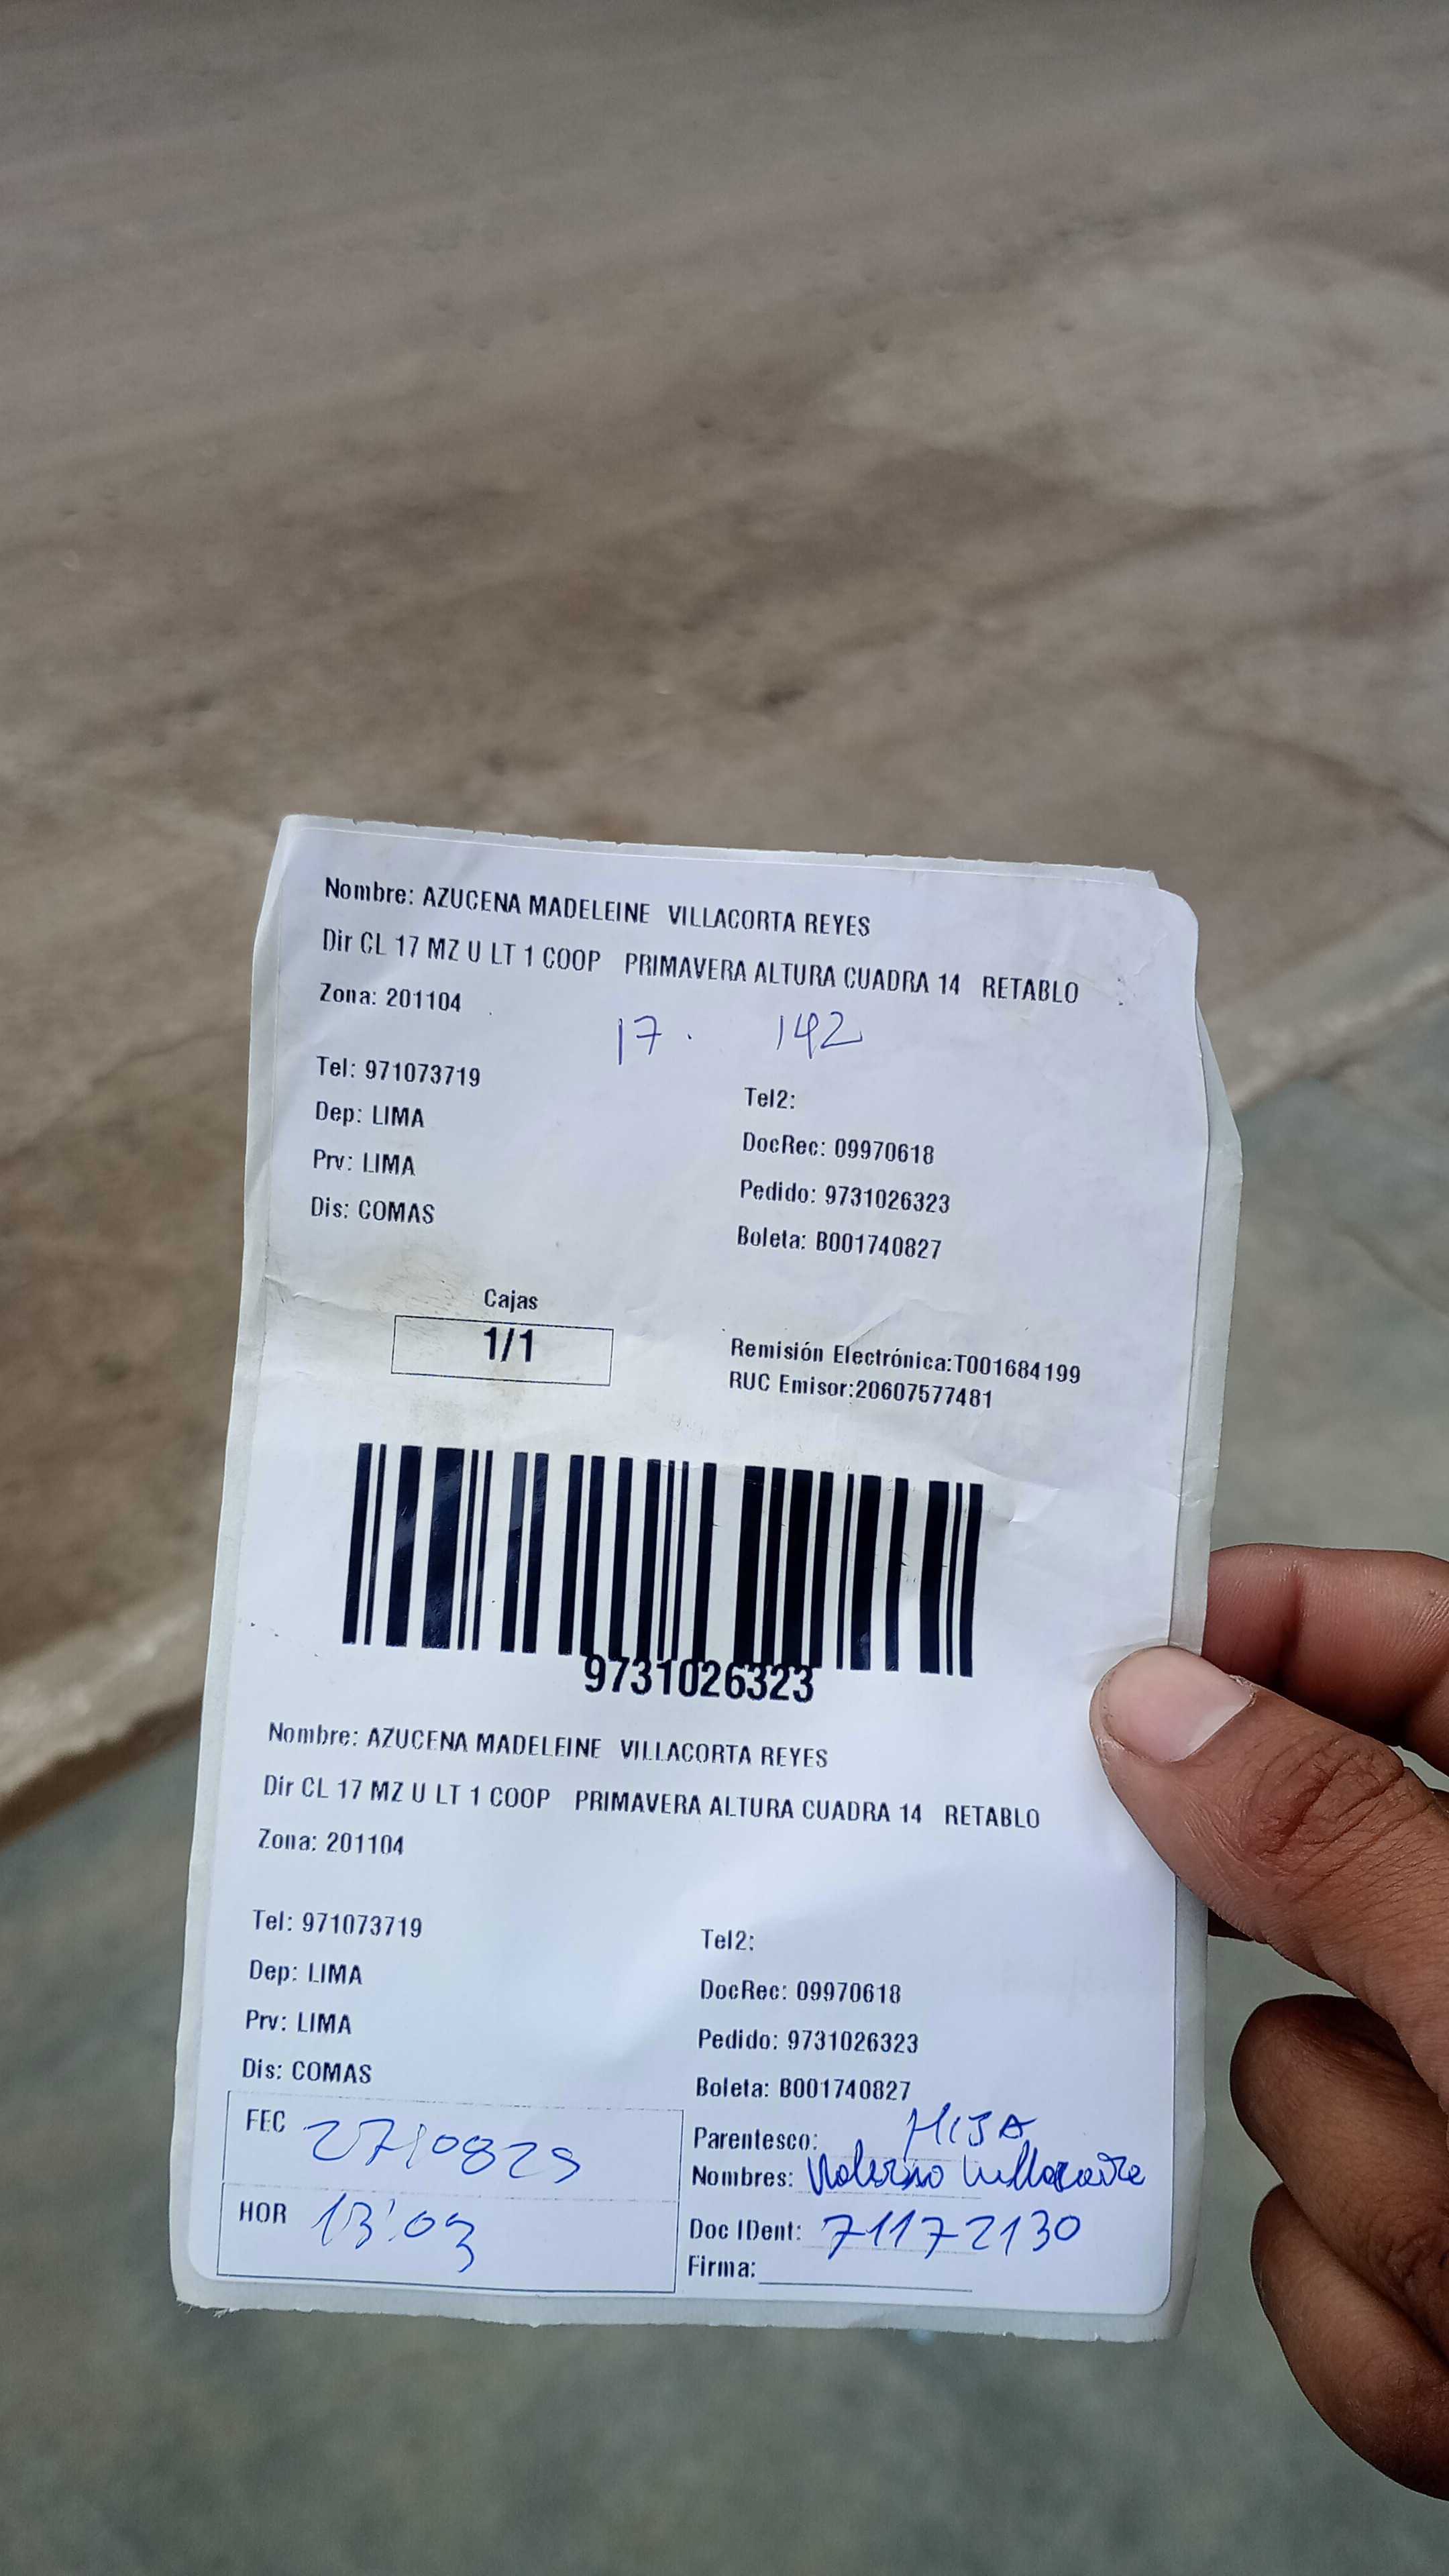 Nombre: AZUCENA MADELEINE VILLACORTA REYES
Dir CL 17 MZ U LT 1 COOP PRIMAVERA ALTURA CUADRA 14 RETABLO
Zona: 201104
17. 142
Tel: 971073719
Tel2:
Dep: LIMA
DocRec: 09970618
Prv: LIMA
Pedido: 9731026323
Dis: COMAS
Boleta: B001740827
Cajas
1/1
Remisión Electrónica:T001684199
RUC Emisor:20607577481
9731026323
Nombre: AZUCENA MADELEINE VILLACORTA REYES
Dir CL 17 MZ U LT 1 COOP PRIMAVERA ALTURA CUADRA 14 RETABLO
Zona: 201104
Tel: 971073719
Tel2:
Dep: LIMA
DocRec: 09970618
Prv: LIMA
Pedido: 9731026323
Dis: COMAS
Boleta: B001740827
FEC 27/0825
Parentesco: HIJA
Nombres:
HOR 13:03
Doc IDent: 71172130
Firma: